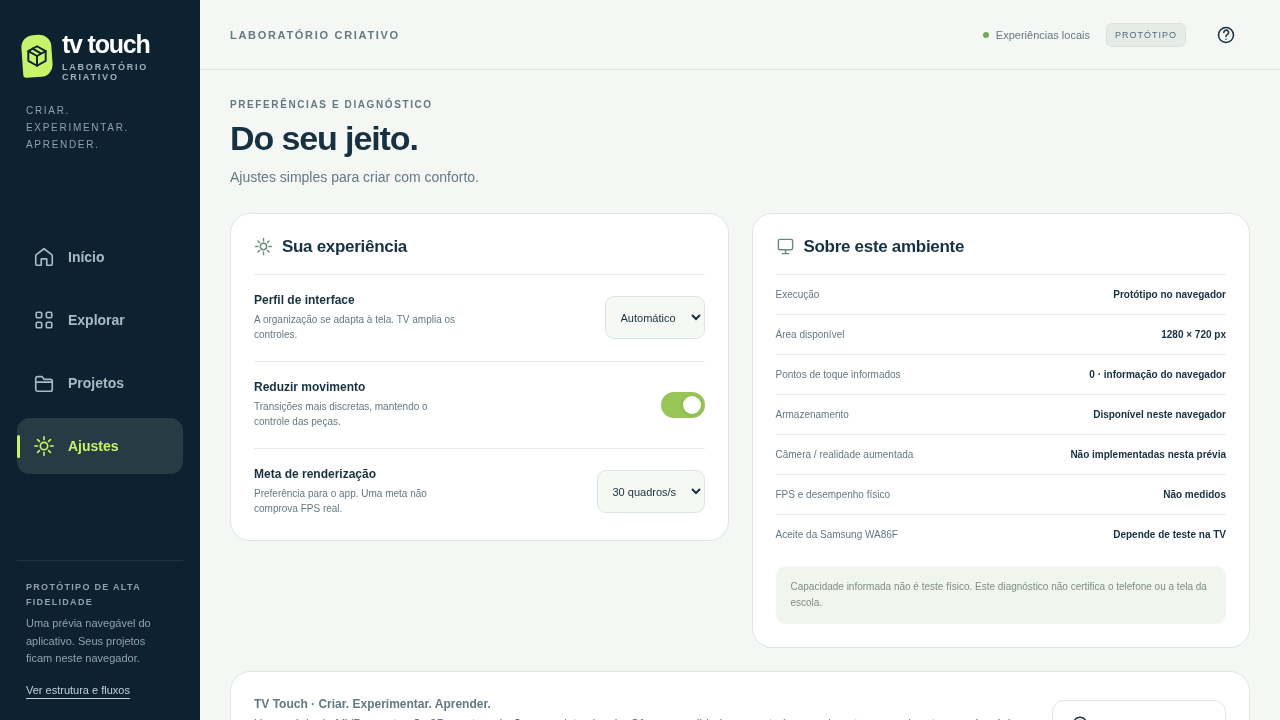 tv touch
LABORATÓRIO
CRIATIVO
CRIAR.
EXPERIMENTAR.
APRENDER.
Início
Explorar
Projetos
Ajustes
PROTÓTIPO DE ALTA
FIDELIDADE
Uma prévia navegável do
aplicativo. Seus projetos
ficam neste navegador.
Ver estrutura e fluxos
LABORATÓRIO CRIATIVO
Experiências locais
PROTÓTIPO
PREFERÊNCIAS E DIAGNÓSTICO
Do seu jeito.
Ajustes simples para criar com conforto.
Sua experiência
Perfil de interface
A organização se adapta à tela. TV amplia os
controles.
Automático
Reduzir movimento
Transições mais discretas, mantendo o
controle das peças.
Meta de renderização
Preferência para o app. Uma meta não
comprova FPS real.
30 quadros/s
Sobre este ambiente
Execução Protótipo no navegador
Área disponível 1280 × 720 px
Pontos de toque informados 0 · informação do navegador
Armazenamento Disponível neste navegador
Câmera / realidade aumentada Não implementadas nesta prévia
FPS e desempenho físico Não medidos
Aceite da Samsung WA86F Depende de teste na TV
Capacidade informada não é teste físico. Este diagnóstico não certifica o telefone ou a tela da
escola.
TV Touch · Criar. Experimentar. Aprender.